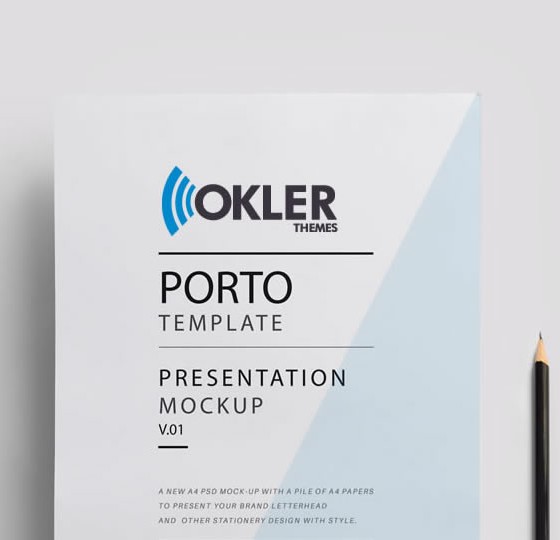 OKLER
THEMES
PORTO
TEMPLATE
PRESENTATION
MOCKUP
V.01
A NEW A4 PSD MOCK-UP WITH A PILE OF A4 PAPERS
TO PRESENT YOUR BRAND LETTERHEAD
AND OTHER STATIONERY DESIGN WITH STYLE.